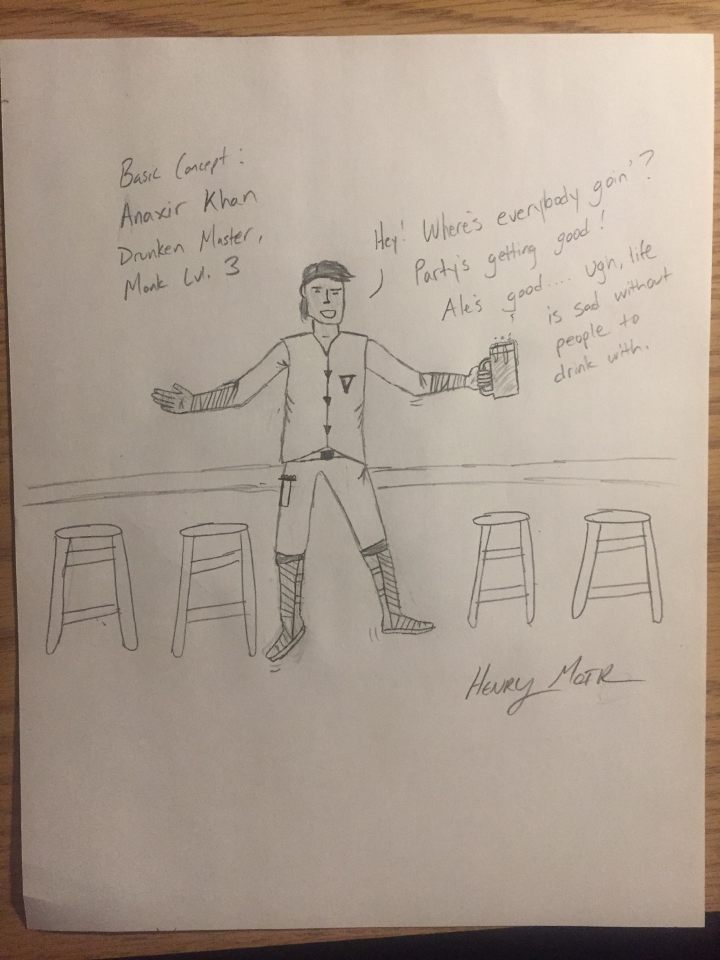 Basic Concept:
Anaxir Khan
Drunken Master,
Monk Lvl. 3
Hey! Where's everybody goin'?
Party's getting good!
Ale's good.... Ugh, life
is sad without
people to
drink with.
Henry Motr